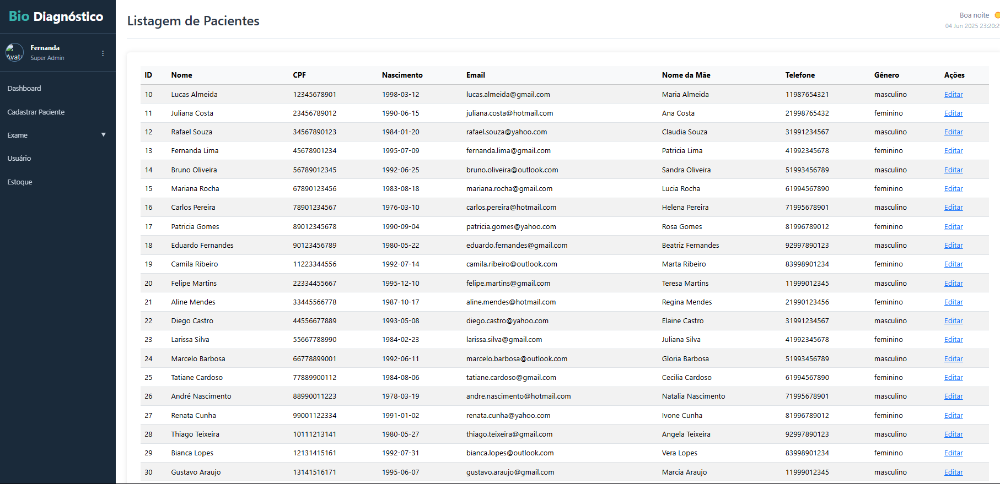 Bio Diagnóstico
Listagem de Pacientes
Boa noite
04 Jun 2025 23:20:2
Avata
Fernanda
Super Admin
Dashboard
Cadastrar Paciente
Exame
Usuário
Estoque
ID Nome CPF Nascimento Email Nome da Mãe Telefone Gênero Ações
10 Lucas Almeida 12345678901 1998-03-12 lucas.almeida@gmail.com Maria Almeida 11987654321 masculino Editar
11 Juliana Costa 23456789012 1990-06-15 juliana.costa@hotmail.com Ana Costa 21998765432 feminino Editar
12 Rafael Souza 34567890123 1984-01-20 rafael.souza@yahoo.com Claudia Souza 31991234567 masculino Editar
13 Fernanda Lima 45678901234 1995-07-09 fernanda.lima@gmail.com Patricia Lima 41992345678 feminino Editar
14 Bruno Oliveira 56789012345 1992-06-25 bruno.oliveira@outlook.com Sandra Oliveira 51993456789 masculino Editar
15 Mariana Rocha 67890123456 1983-08-18 mariana.rocha@gmail.com Lucia Rocha 61994567890 feminino Editar
16 Carlos Pereira 78901234567 1976-03-10 carlos.pereira@hotmail.com Helena Pereira 71995678901 masculino Editar
17 Patricia Gomes 89012345678 1990-09-04 patricia.gomes@yahoo.com Rosa Gomes 81996789012 feminino Editar
18 Eduardo Fernandes 90123456789 1980-05-22 eduardo.fernandes@gmail.com Beatriz Fernandes 92997890123 masculino Editar
19 Camila Ribeiro 11223344556 1992-07-14 camila.ribeiro@outlook.com Marta Ribeiro 83998901234 feminino Editar
20 Felipe Martins 22334455667 1995-12-10 felipe.martins@gmail.com Teresa Martins 11999012345 masculino Editar
21 Aline Mendes 33445566778 1987-10-17 aline.mendes@hotmail.com Regina Mendes 21990123456 feminino Editar
22 Diego Castro 44556677889 1993-05-08 diego.castro@yahoo.com Elaine Castro 31991234567 masculino Editar
23 Larissa Silva 55667788990 1984-02-23 larissa.silva@gmail.com Juliana Silva 41992345678 feminino Editar
24 Marcelo Barbosa 66778899001 1992-06-11 marcelo.barbosa@outlook.com Gloria Barbosa 51993456789 masculino Editar
25 Tatiane Cardoso 77889900112 1984-08-06 tatiane.cardoso@gmail.com Cecilia Cardoso 61994567890 feminino Editar
26 André Nascimento 88990011223 1978-03-19 andre.nascimento@hotmail.com Natalia Nascimento 71995678901 masculino Editar
27 Renata Cunha 99001122334 1991-01-02 renata.cunha@yahoo.com Ivone Cunha 81996789012 feminino Editar
28 Thiago Teixeira 10111213141 1980-05-27 thiago.teixeira@gmail.com Angela Teixeira 92997890123 masculino Editar
29 Bianca Lopes 12131415161 1992-07-31 bianca.lopes@outlook.com Vera Lopes 83998901234 feminino Editar
30 Gustavo Araujo 13141516171 1995-06-07 gustavo.araujo@gmail.com Marcia Araujo 11999012345 masculino Editar